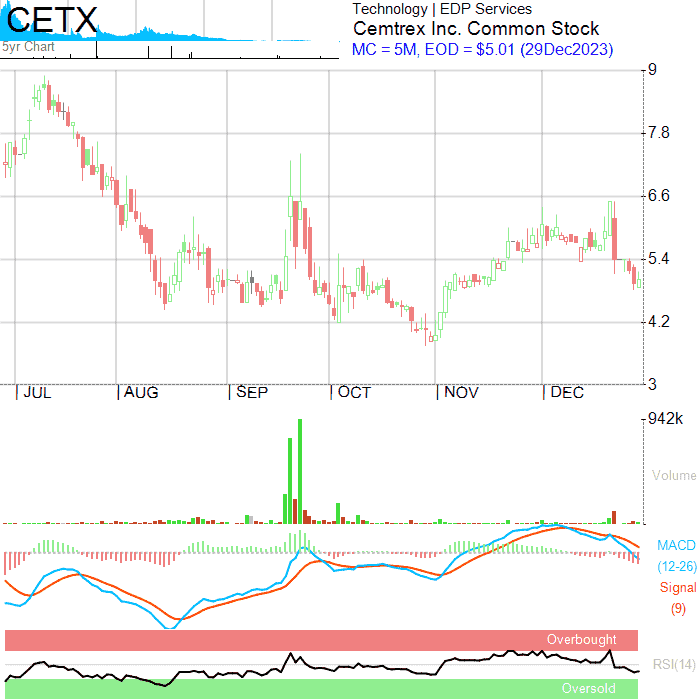 CETX
5yr Chart
Technology | EDP Services
Cemtrex Inc. Common Stock
MC = 5M, EOD = $5.01 (29Dec2023)
9
7.8
6.6
5.4
4.2
3
JUL AUG SEP OCT NOV DEC
942k
Volume
MACD
(12-26)
Signal
(9)
Overbought
RSI(14)
Oversold